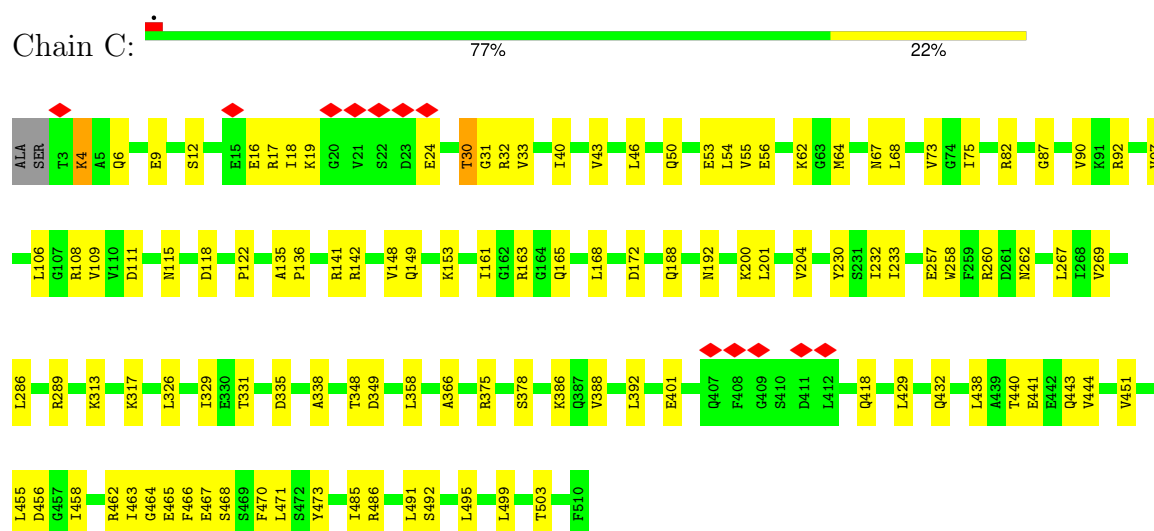 Chain C:
77% 22%
ALA SER T3 K4 A5 Q6 E9 S12 E15 E16 R17 I18 K19 G20 V21 S22 D23 E24 T30 G31 R32 V33 I40 V43 L46 Q50 E53 L54 V55 E56 K62 G63 M64 N67 L68 V73 G74 I75 R82 G87 V90 K91 R92
L106 G107 R108 V109 V110 D111 N115 D118 P122 A135 P136 R141 R142 V148 Q149 K153 I161 G162 R163 G164 Q165 L168 D172 Q188 N192 K200 L201 V204 Y230 S231 I232 I233 E257 W258 F259 R260 D261 N262 L267 I268 V269
L286 R289 K313 K317 L326 I329 E330 T331 D335 A338 T348 D349 L358 A366 R375 S378 K386 Q387 V388 L392 E401 Q407 F408 G409 S410 D411 L412 Q418 L429 Q432 L438 A439 T440 E441 E442 Q443 V444 V451
L455 D456 G457 I458 R462 I463 G464 E465 F466 E467 S468 S469 F470 L471 S472 Y473 I485 R486 L491 S492 L495 L499 T503 F510